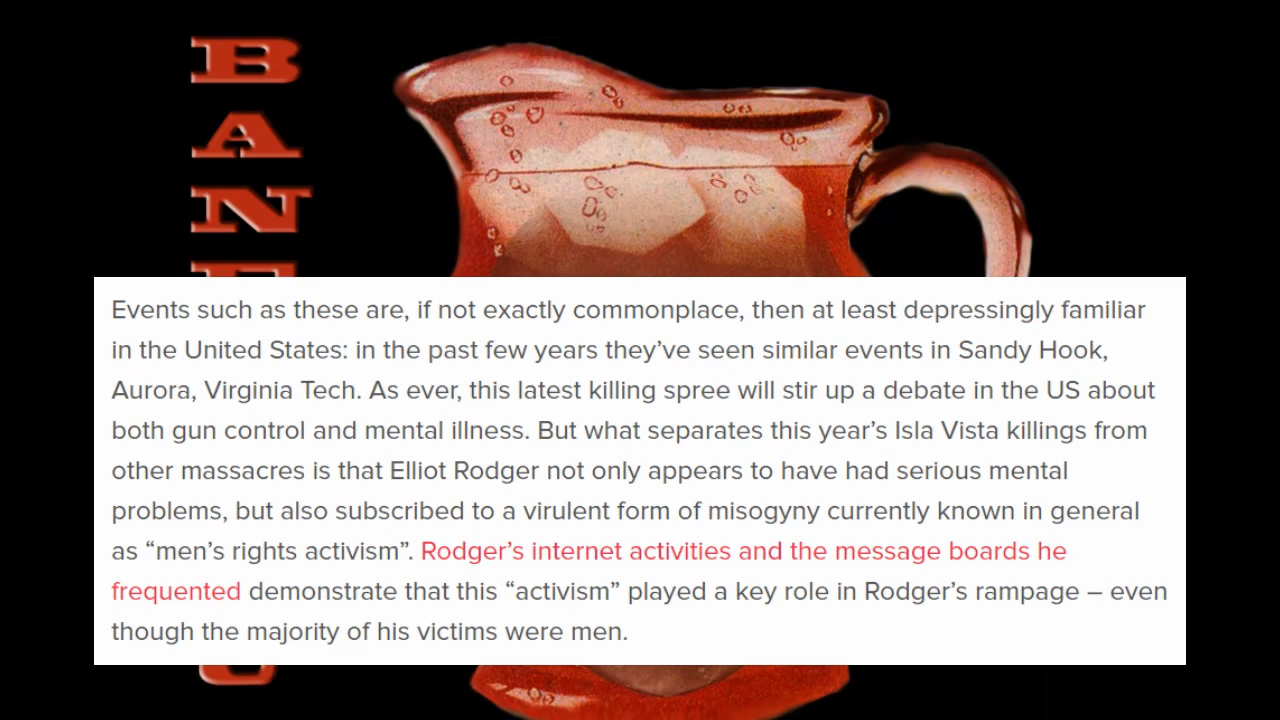 B
A
N
Events such as these are, if not exactly commonplace, then at least depressingly familiar
in the United States: in the past few years they’ve seen similar events in Sandy Hook,
Aurora, Virginia Tech. As ever, this latest killing spree will stir up a debate in the US about
both gun control and mental illness. But what separates this year’s Isla Vista killings from
other massacres is that Elliot Rodger not only appears to have had serious mental
problems, but also subscribed to a virulent form of misogyny currently known in general
as “men’s rights activism”. Rodger’s internet activities and the message boards he
frequented demonstrate that this “activism” played a key role in Rodger’s rampage – even
though the majority of his victims were men.